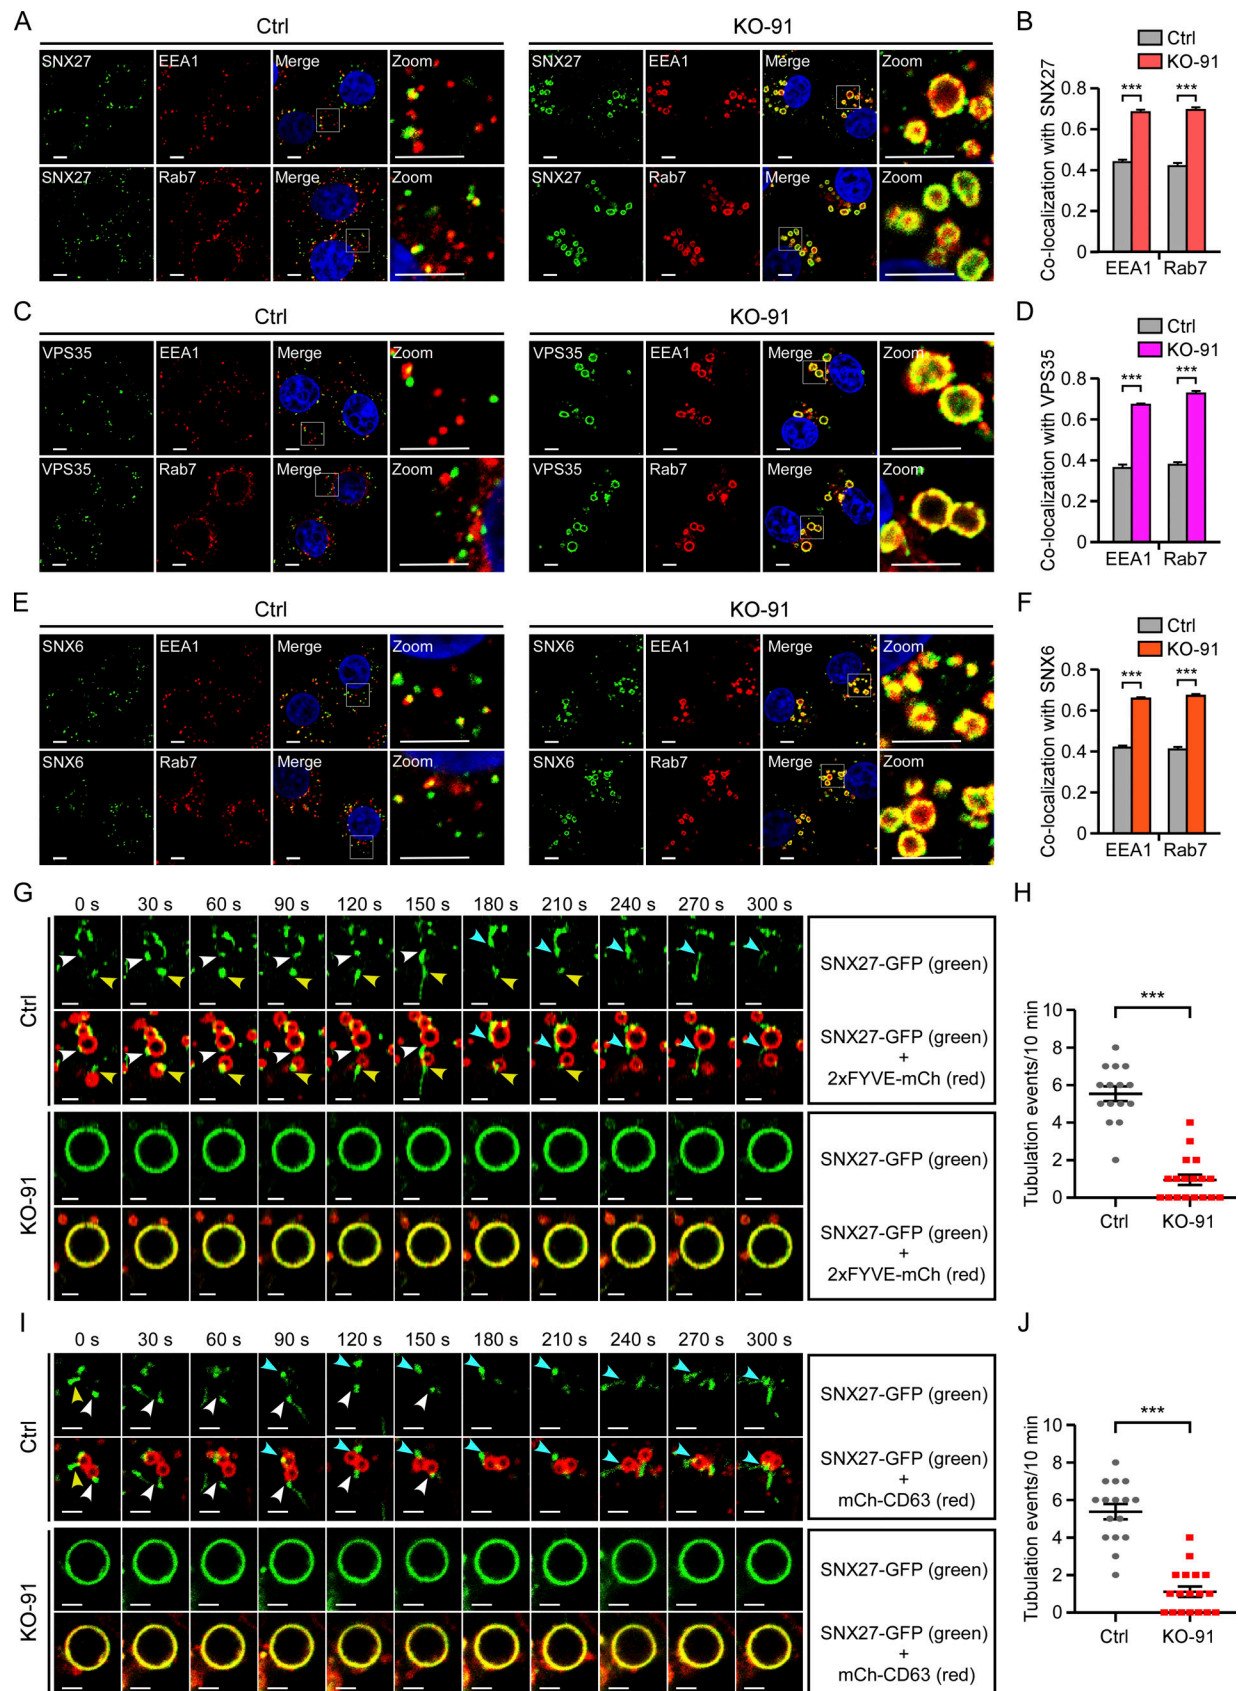 A
Ctrl
KO-91
SNX27 EEA1 Merge Zoom SNX27 EEA1 Merge Zoom
SNX27 Rab7 Merge Zoom SNX27 Rab7 Merge Zoom
B
Ctrl
KO-91
*** ***
Co-localization with SNX27
0.8
0.6
0.4
0.2
0
EEA1 Rab7
C
Ctrl
KO-91
VPS35 EEA1 Merge Zoom VPS35 EEA1 Merge Zoom
VPS35 Rab7 Merge Zoom VPS35 Rab7 Merge Zoom
D
Ctrl
KO-91
*** ***
Co-localization with VPS35
0.8
0.6
0.4
0.2
0
EEA1 Rab7
E
Ctrl
KO-91
SNX6 EEA1 Merge Zoom SNX6 EEA1 Merge Zoom
SNX6 Rab7 Merge Zoom SNX6 Rab7 Merge Zoom
F
Ctrl
KO-91
*** ***
Co-localization with SNX6
0.8
0.6
0.4
0.2
0
EEA1 Rab7
G
0 s 30 s 60 s 90 s 120 s 150 s 180 s 210 s 240 s 270 s 300 s
Ctrl
SNX27-GFP (green)
SNX27-GFP (green)
+
2xFYVE-mCh (red)
KO-91
SNX27-GFP (green)
SNX27-GFP (green)
+
2xFYVE-mCh (red)
H
***
Tubulation events/10 min
10
8
6
4
2
0
Ctrl KO-91
I
0 s 30 s 60 s 90 s 120 s 150 s 180 s 210 s 240 s 270 s 300 s
Ctrl
SNX27-GFP (green)
SNX27-GFP (green)
+
mCh-CD63 (red)
KO-91
SNX27-GFP (green)
SNX27-GFP (green)
+
mCh-CD63 (red)
J
***
Tubulation events/10 min
10
8
6
4
2
0
Ctrl KO-91